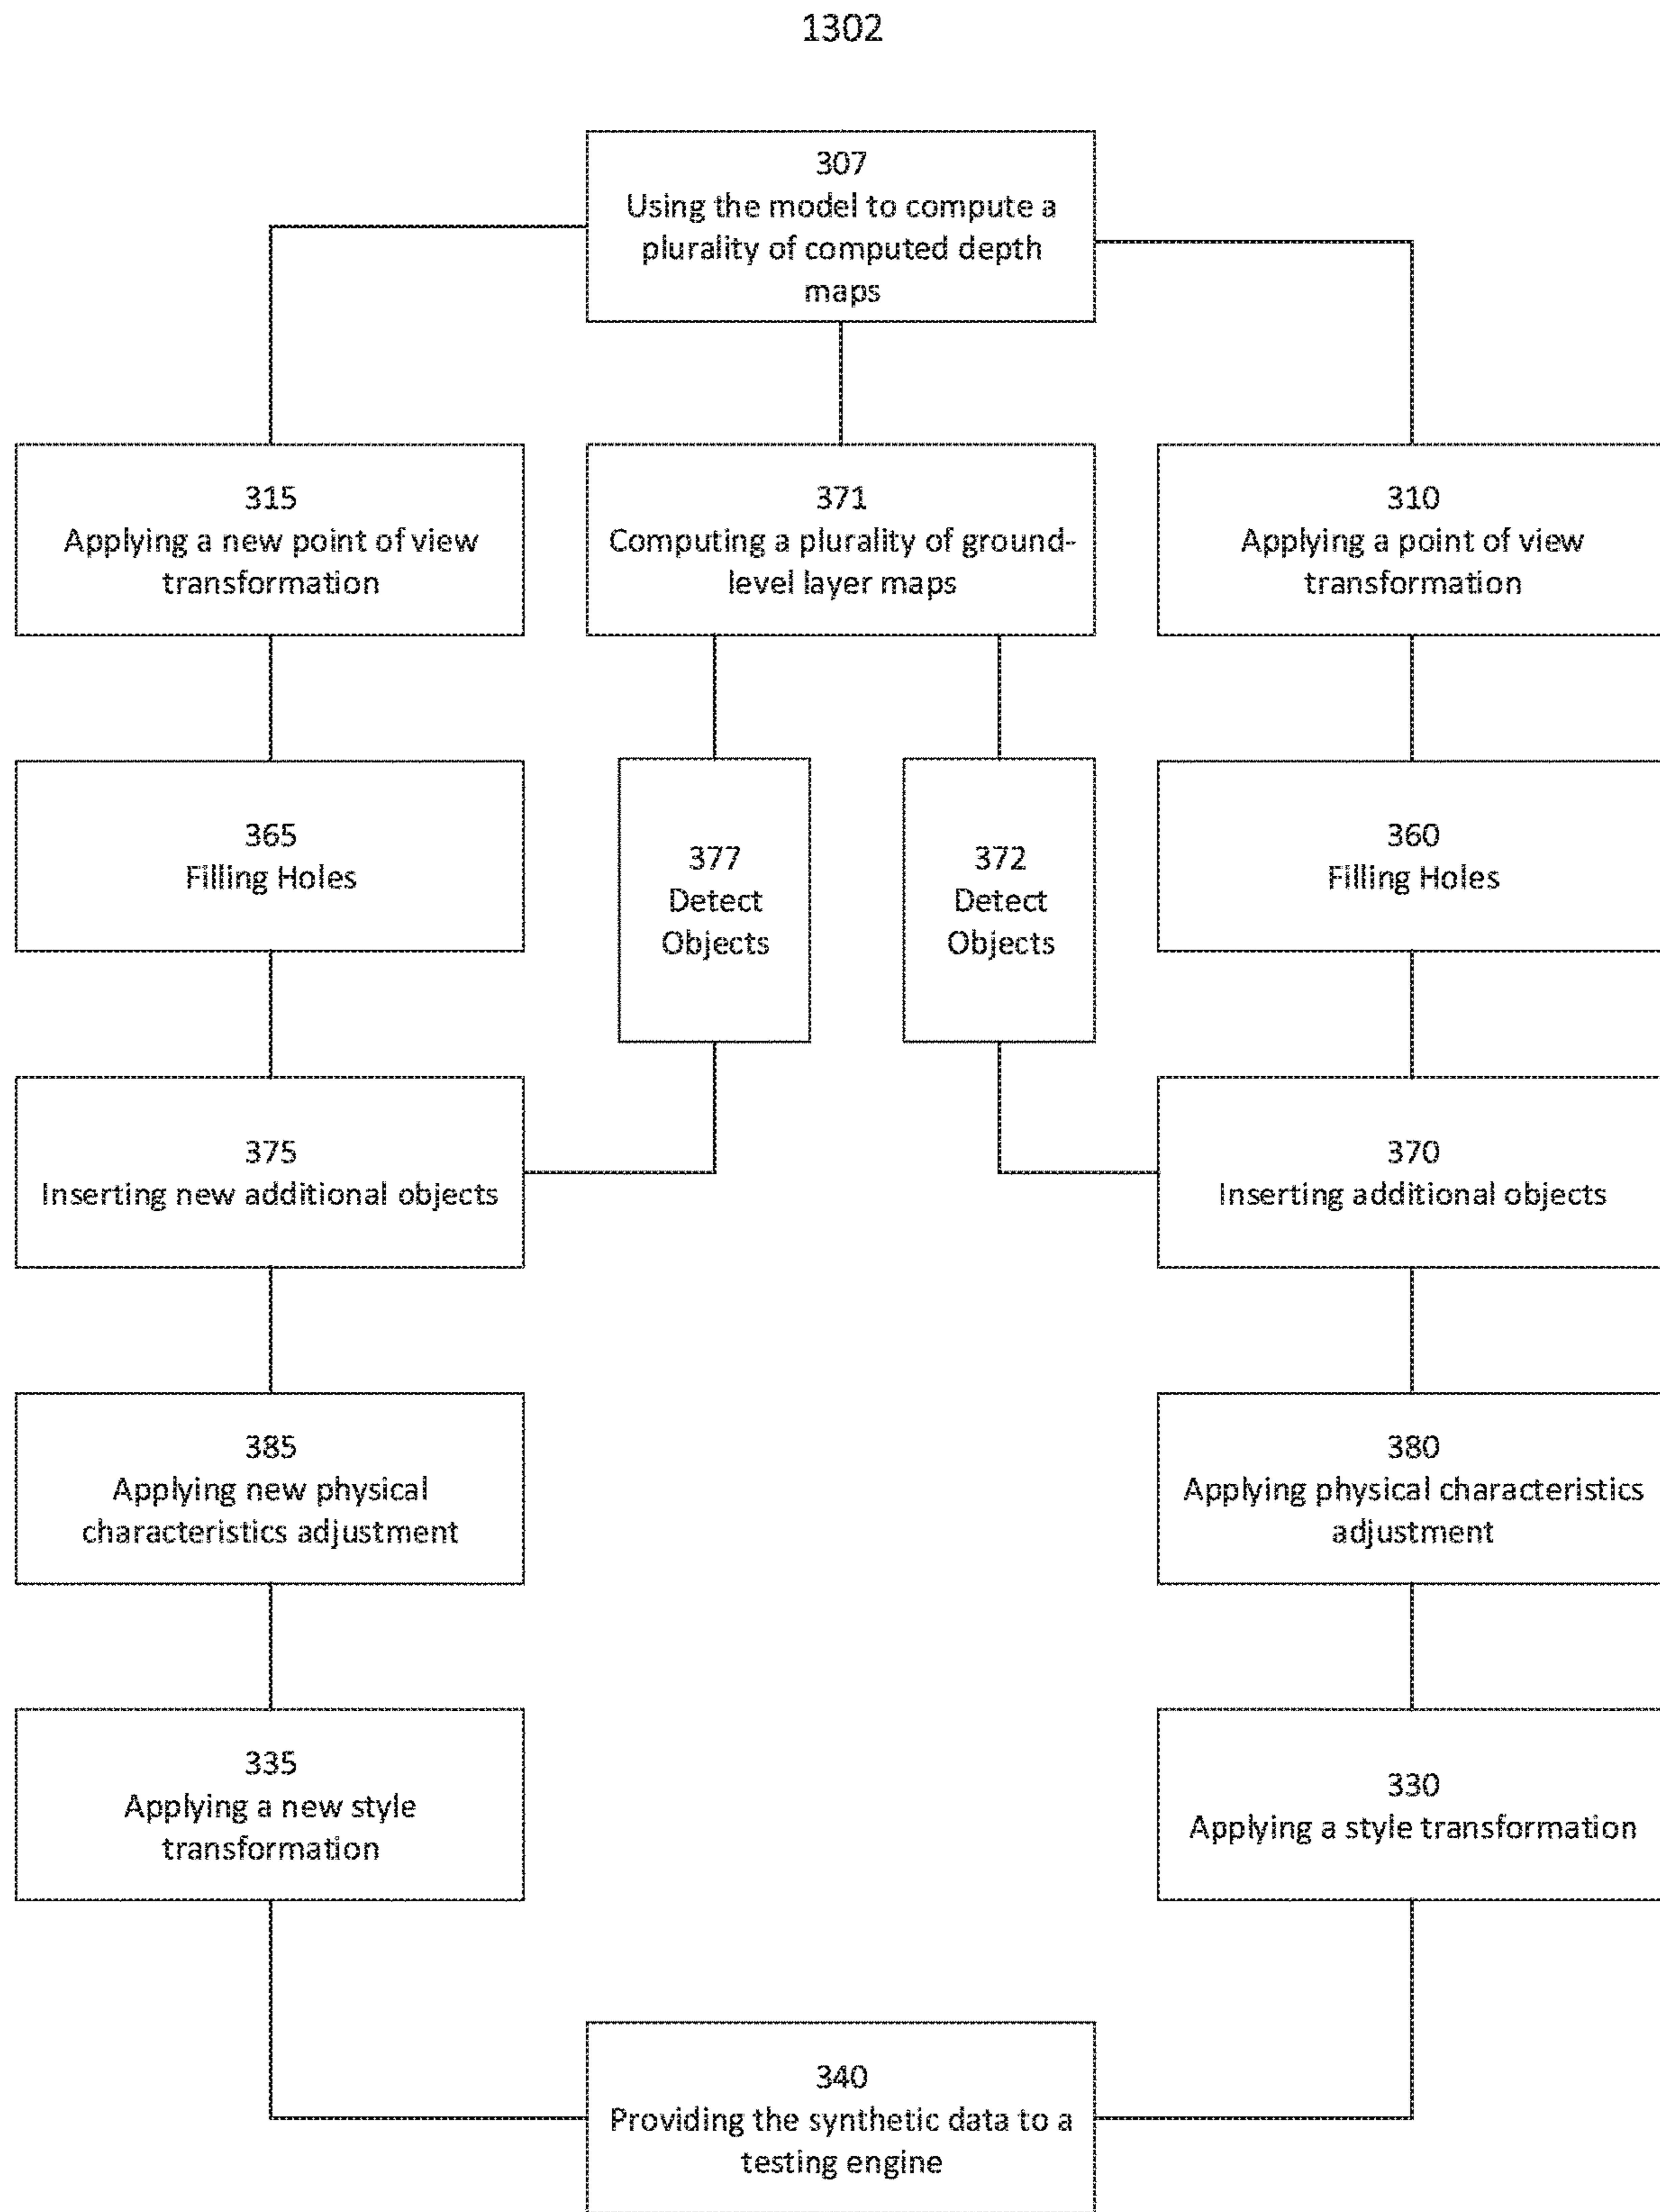 1302
307
Using the model to compute a
plurality of computed depth
maps
315
Applying a new point of view
transformation
371
Computing a plurality of ground-
level layer maps
310
Applying a point of view
transformation
365
Filling Holes
377
Detect
Objects
372
Detect
Objects
360
Filling Holes
375
Inserting new additional objects
370
Inserting additional objects
385
Applying new physical
characteristics adjustment
380
Applying physical characteristics
adjustment
335
Applying a new style
transformation
330
Applying a style transformation
340
Providing the synthetic data to a
testing engine